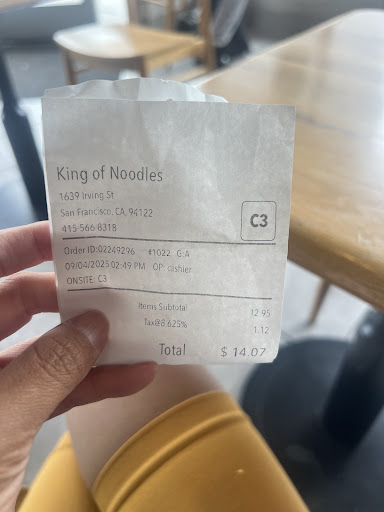 King of Noodles
1639 Irving St
San Francisco, CA, 94122
415-566-8318
C3
Order ID:02249296 #1022 G:A
09/04/2025 02:49 PM OP: cashier
ONSITE: C3
Items Subtotal 12.95
Tax@8.625% 1.12
Total $ 14.07